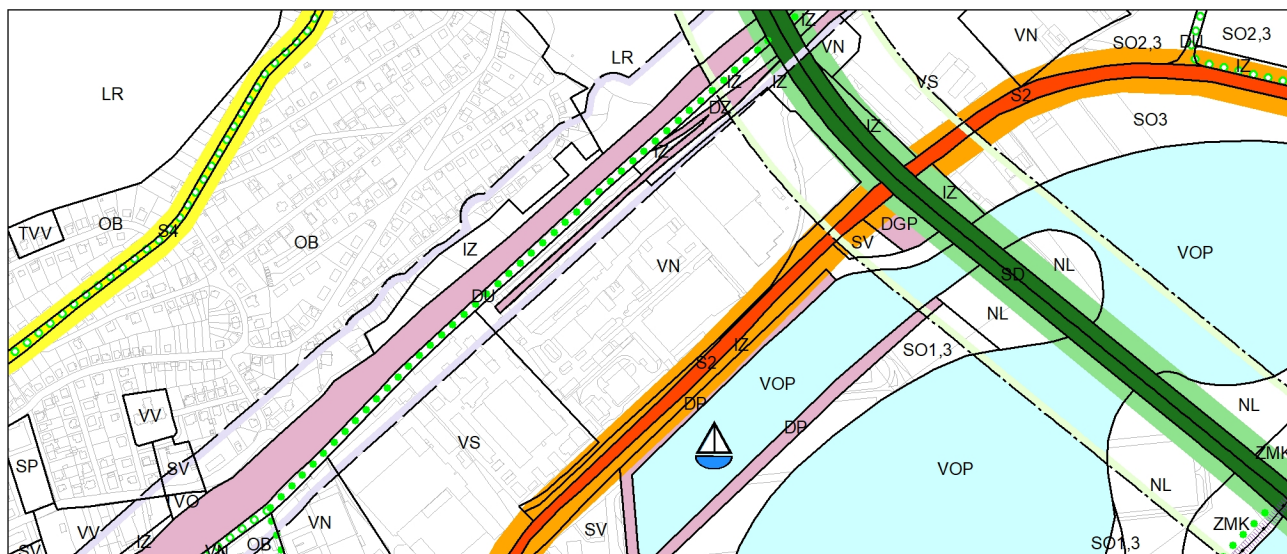 IZ
SO2,3
VN
VN
SO2,3
DU
IZ
LR
VS
IZ
IZ
LR
S2
DZ
SO3
IZ
IZ
IZ
TVV
OB
S4
DGP
OB
IZ
SV
VN
VOP
NL
SD
DU
NL
IZ
SO1,3
S2
VOP
DP
NL
VV
DP
VS
ZMK
SP
SV
VOP
NL
VO
VN
ZMK
SV
VV
IZ
VN
OB
SV
SO1,3